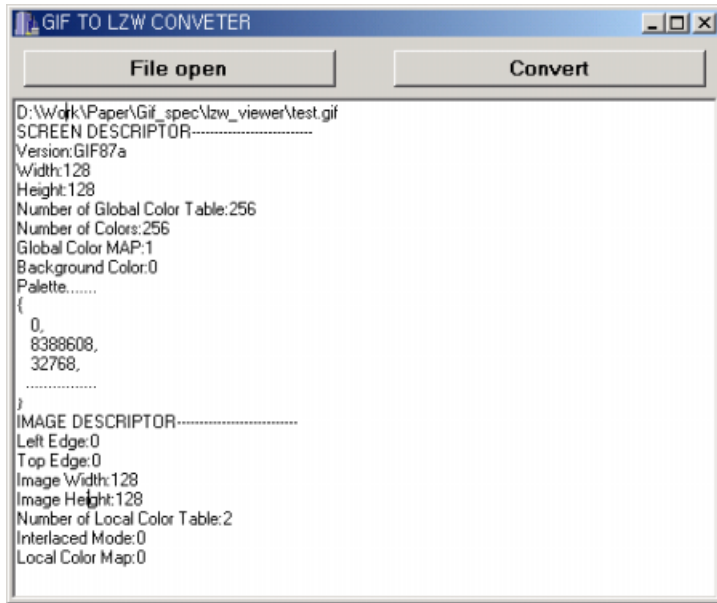 GIF TO LZW CONVETER
File open Convert
D:\Work\Paper\Gif_spec\lzw_viewer\test.gif
SCREEN DESCRIPTOR---------------------------
Version:GIF87a
Width:128
Height:128
Number of Global Color Table:256
Number of Colors:256
Global Color MAP:1
Background Color:0
Palette.......
{
0,
8388608,
32768,
................
}
IMAGE DESCRIPTOR---------------------------
Left Edge:0
Top Edge:0
Image Width:128
Image Height:128
Number of Local Color Table:2
Interlaced Mode:0
Local Color Map:0